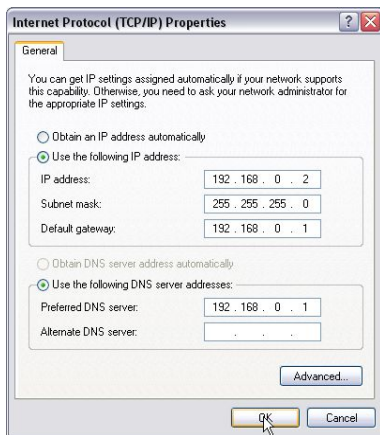 Internet Protocol (TCP/IP) Properties
General
You can get IP settings assigned automatically if your network supports
this capability. Otherwise, you need to ask your network administrator for
the appropriate IP settings.
Obtain an IP address automatically
Use the following IP address:
IP address: 192 . 168 . 0 . 2
Subnet mask: 255 . 255 . 255 . 0
Default gateway: 192 . 168 . 0 . 1
Obtain DNS server address automatically
Use the following DNS server addresses:
Preferred DNS server: 192 . 168 . 0 . 1
Alternate DNS server: . . .
Advanced...
OK Cancel